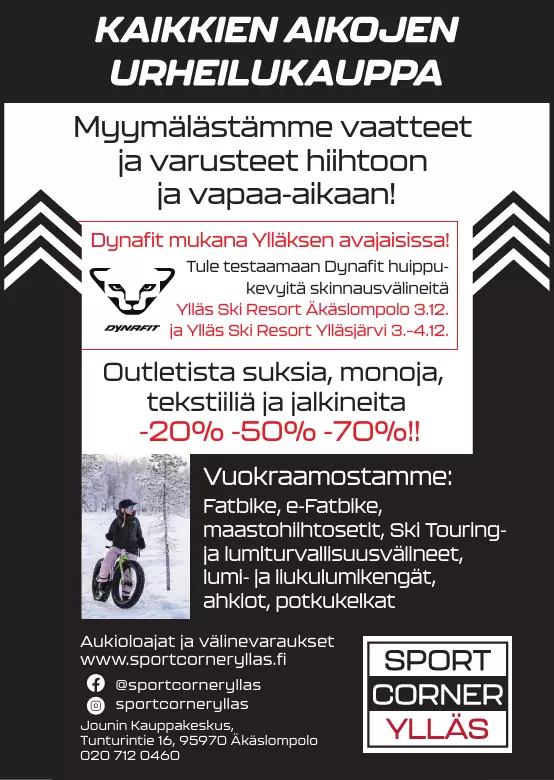 KAIKKIEN AIKOJEN
URHEILUKAUPPA
Myymälästämme vaatteet
ja varusteet hiihtoon
ja vapaa-aikaan!
Dynafit mukana Ylläksen avajaisissa!
Tule testaamaan Dynafit huippu-
kevyitä skinnausvälineitä
Ylläs Ski Resort Äkäslompolo 3.12.
ja Ylläs Ski Resort Ylläsjärvi 3.-4.12.
DYNAFIT
Outletista suksia, monoja,
tekstiiliä ja jalkineita
-20% -50% -70%!!
Vuokraamostamme:
Fatbike, e-Fatbike,
maastohiihtosetit, Ski Touring-
ja lumiturvallisuusvälineet,
lumi- ja liukulumikengät,
ahkiot, potkukelkat
Aukioloajat ja välinevaraukset
www.sportcorneryllas.fi
@sportcorneryllas
sportcorneryllas
Jounin Kauppakeskus,
Tunturintie 16, 95970 Äkäslompolo
020 712 0460
SPORT
CORNER
YLLÄS